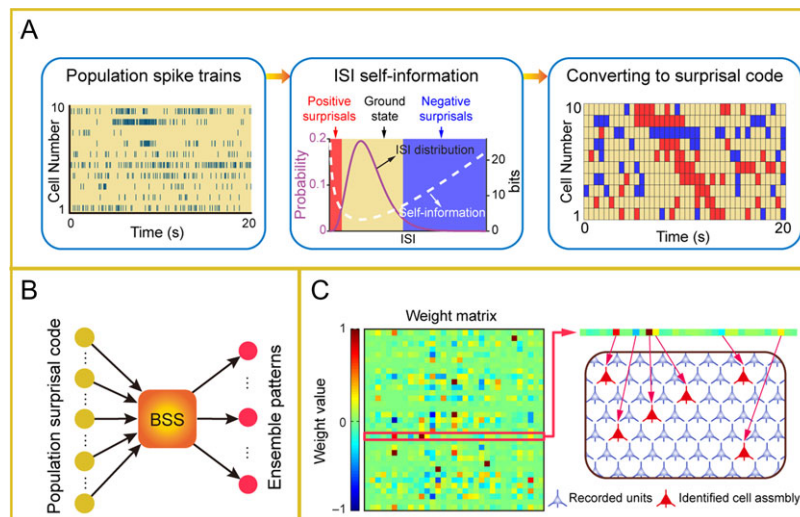 A
Population spike trains
10
Cell Number
1
0
20
Time (s)
ISI self-information
Positive surprisals
Ground state
Negative surprisals
0.2
0.1
0
Probability
ISI distribution
Self-information
20
10
0
bits
ISI
Converting to surprisal code
10
Cell Number
1
0
20
Time (s)
B
Population surprisal code
BSS
Ensemble patterns
C
Weight matrix
1
0
−1
Weight value
Recorded units
Identified cell assmbly